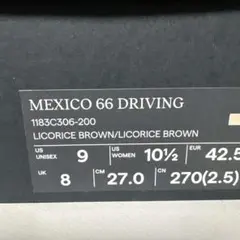 MEXICO 66 DRIVING
1183C306-200
LICORICE BROWN/LICORICE BROWN
US UNISEX 9 US WOMEN 10½ EUR 42.5
UK 8 CM 27.0 CN 270(2.5)